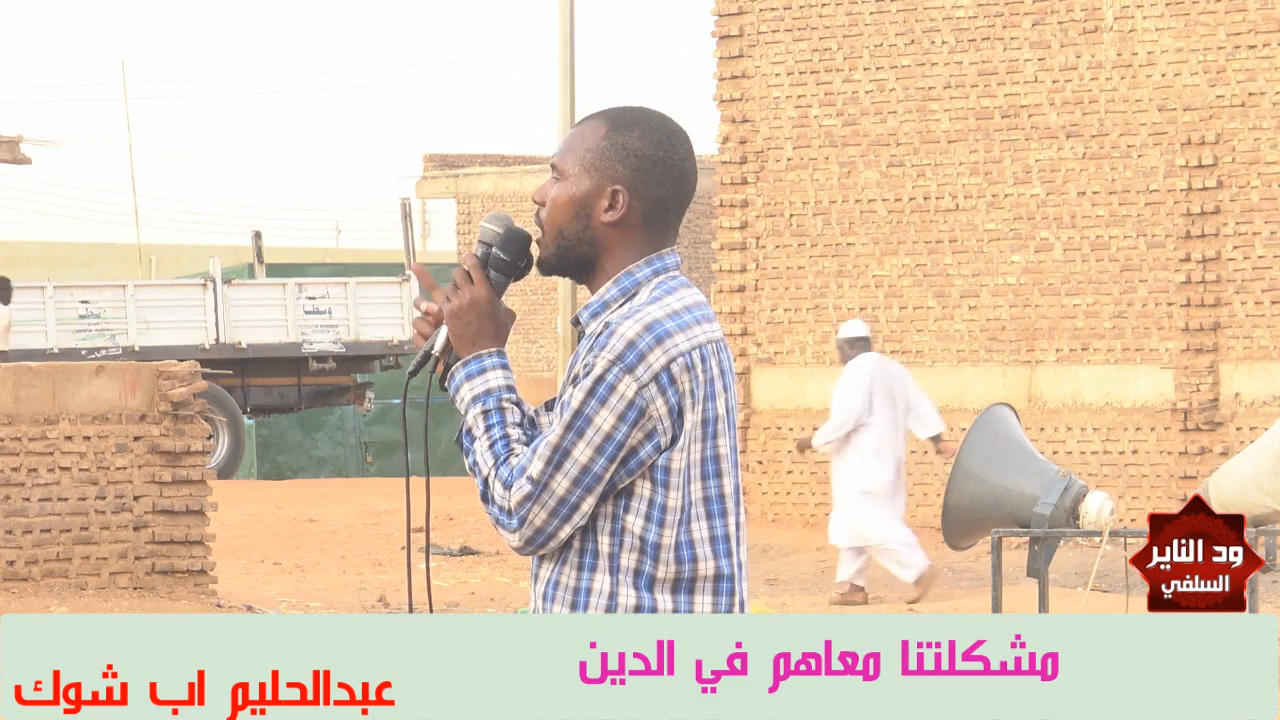 ود الناير
السلفي
مشكلتنا معاهم في الدين
عبدالحليم اب شوك